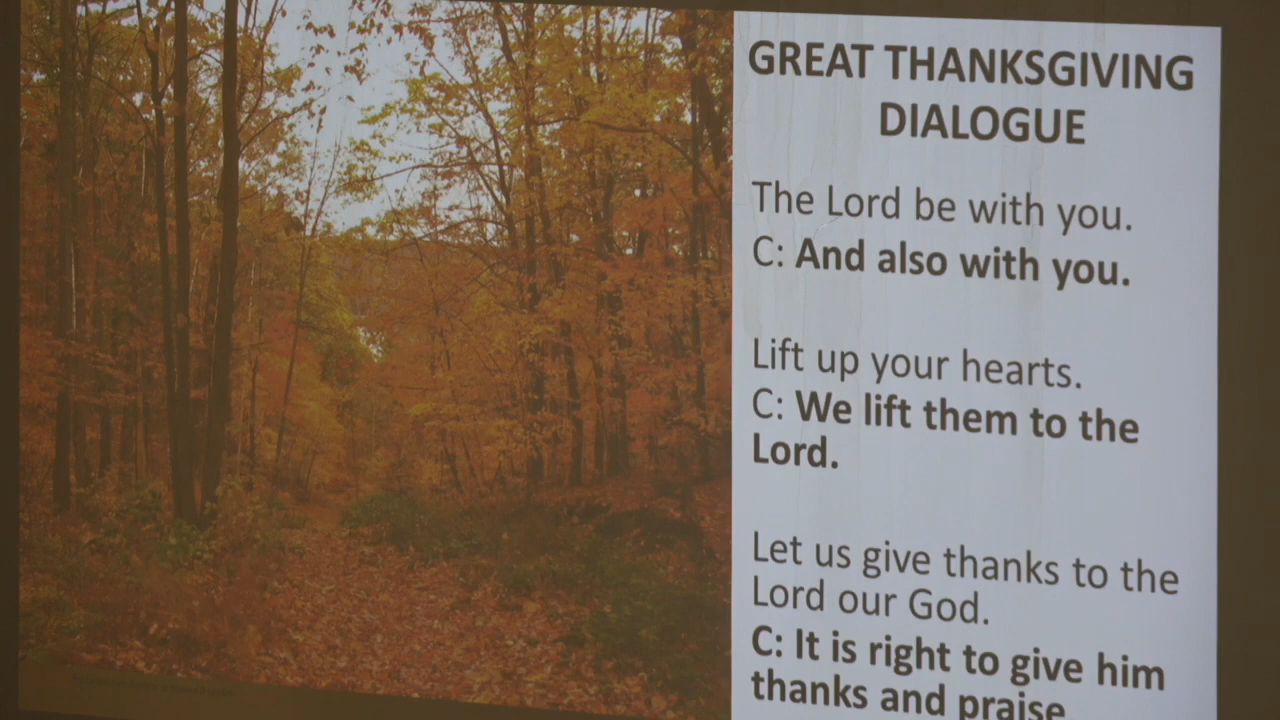 GREAT THANKSGIVING
DIALOGUE
The Lord be with you.
C: And also with you.
Lift up your hearts.
C: We lift them to the
Lord.
Let us give thanks to the
Lord our God.
C: It is right to give him
thanks and praise